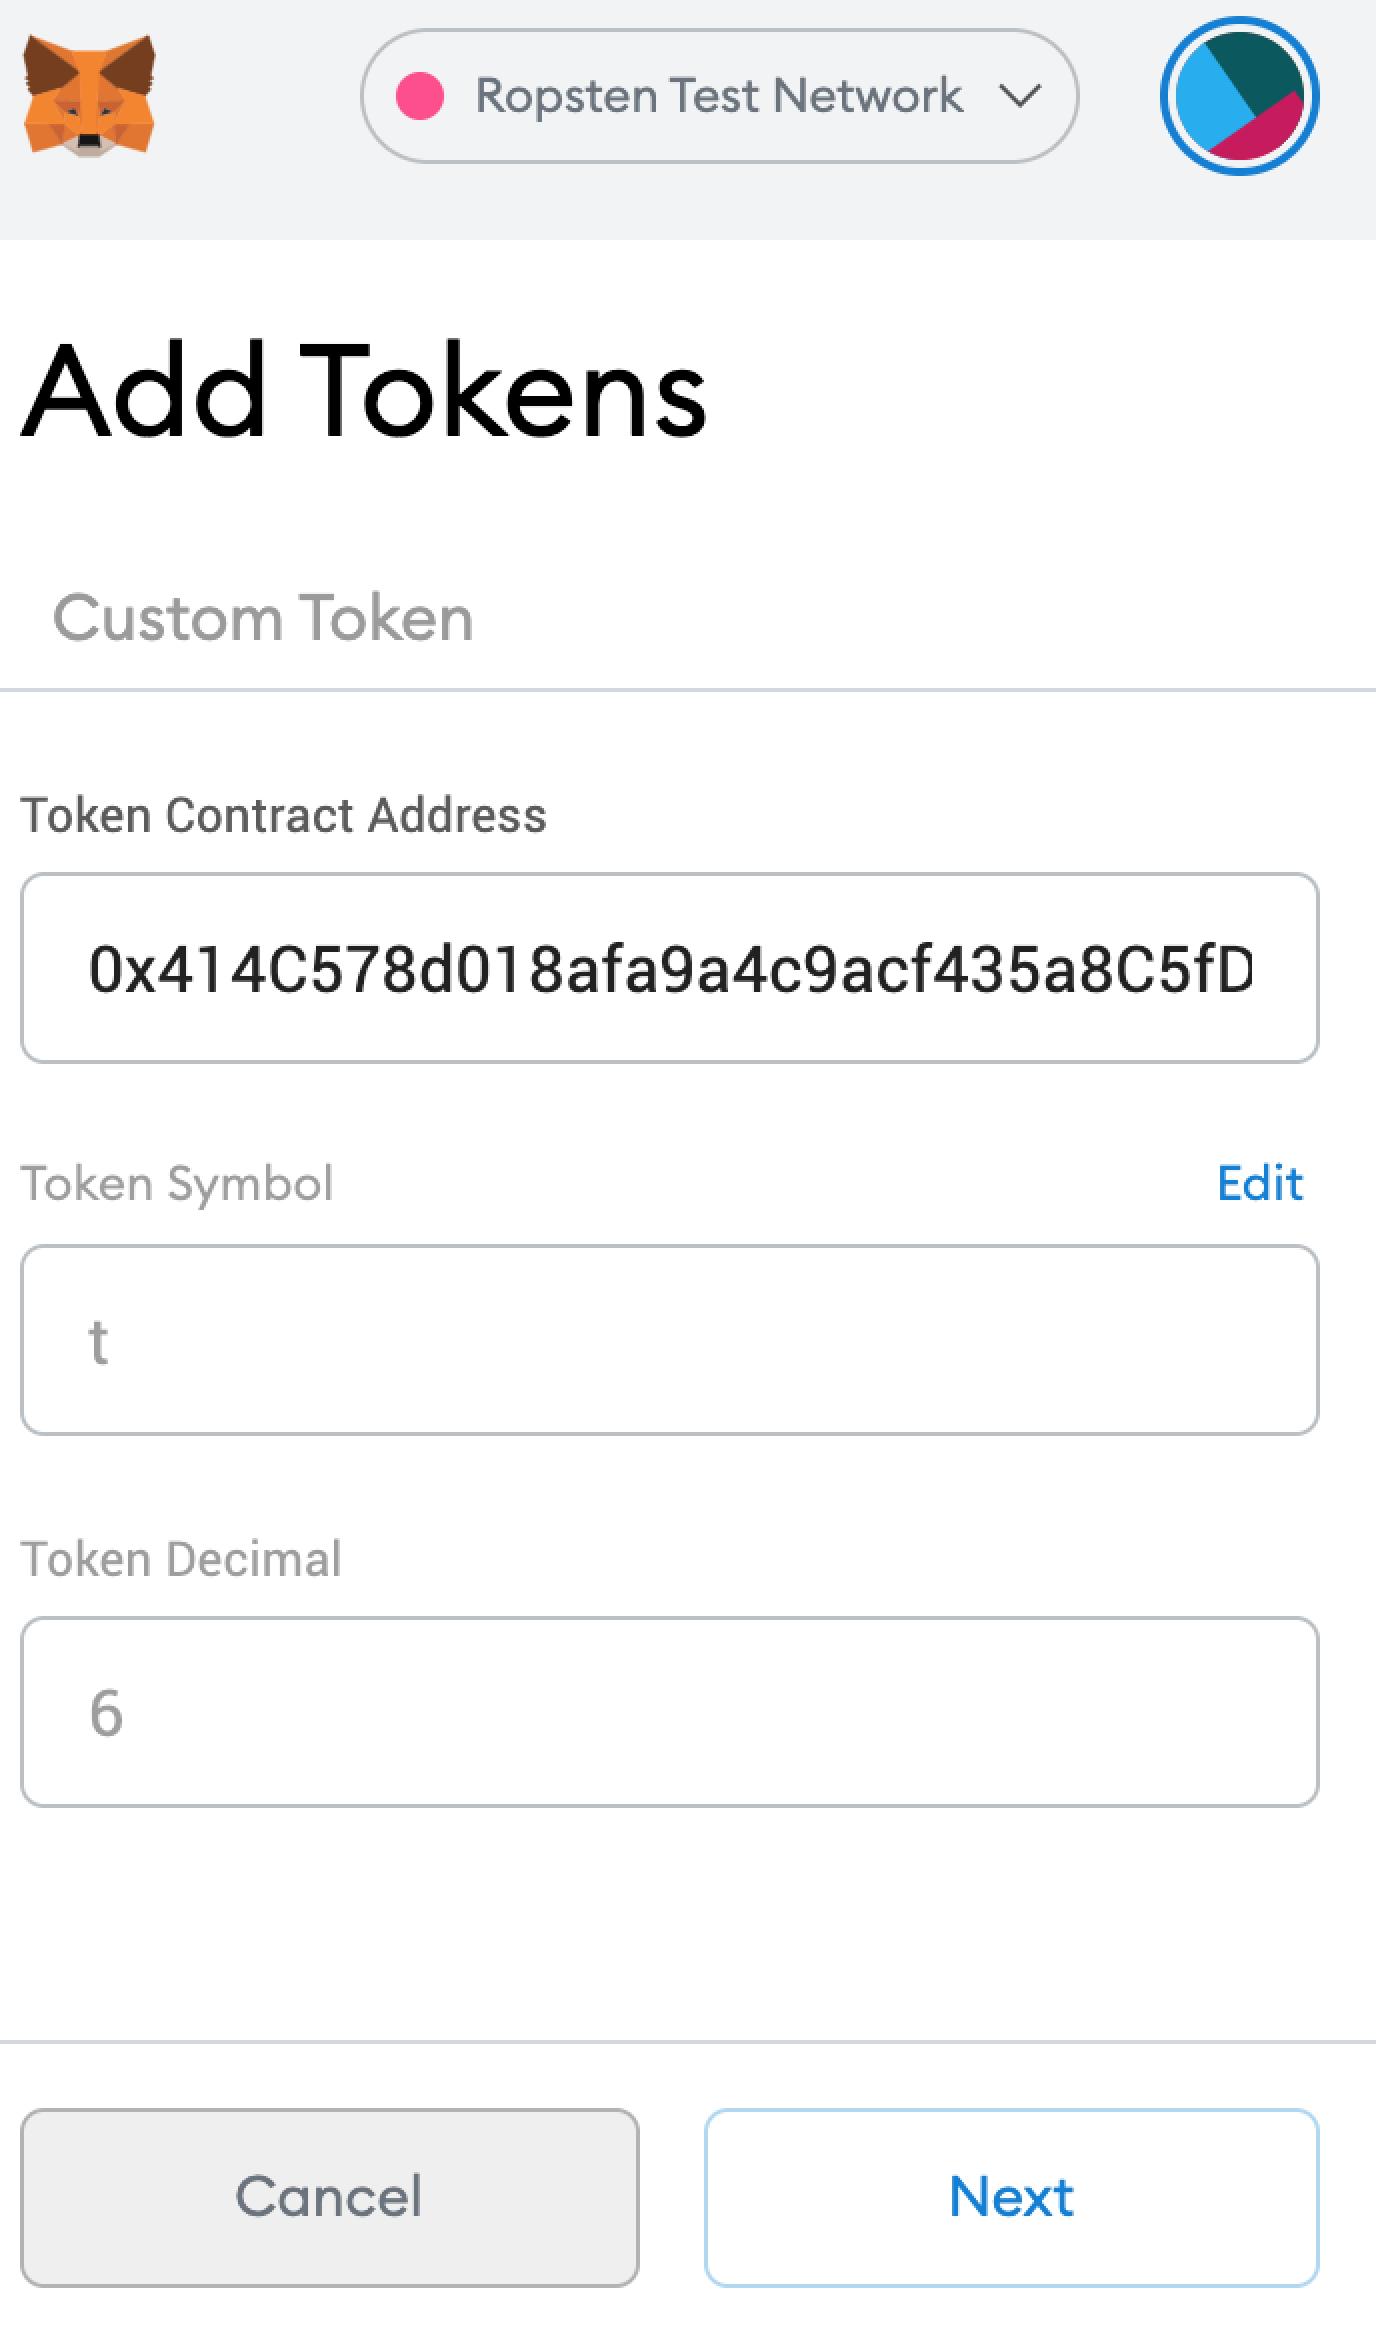 Ropsten Test Network
Add Tokens
Custom Token
Token Contract Address
0x414C578d018afa9a4c9acf435a8C5fD
Token Symbol
Edit
t
Token Decimal
6
Cancel
Next